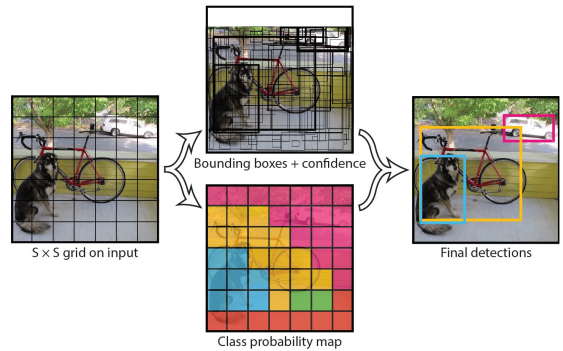 S × S grid on input
Bounding boxes + confidence
Class probability map
Final detections